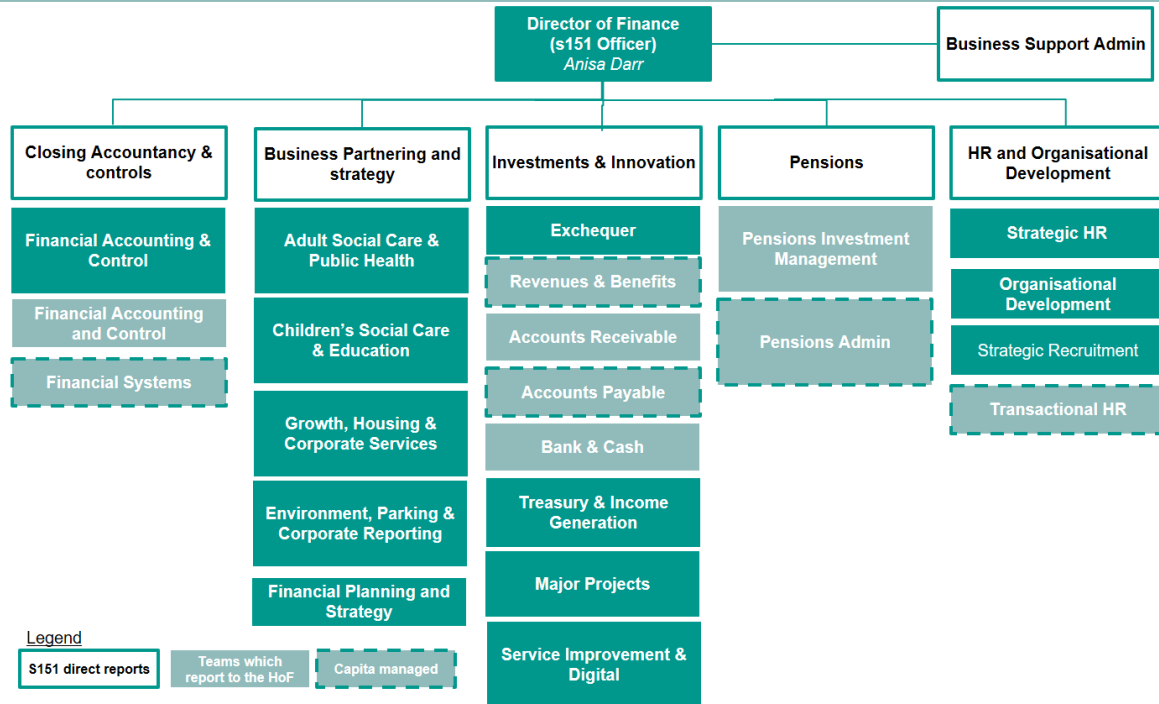 Director of Finance
(s151 Officer)
Anisa Darr
Business Support Admin
Closing Accountancy &
controls
Financial Accounting &
Control
Financial Accounting
and Control
Financial Systems
Business Partnering and
strategy
Adult Social Care &
Public Health
Children’s Social Care
& Education
Growth, Housing &
Corporate Services
Environment, Parking &
Corporate Reporting
Financial Planning and
Strategy
Investments & Innovation
Exchequer
Revenues & Benefits
Accounts Receivable
Accounts Payable
Bank & Cash
Treasury & Income
Generation
Major Projects
Service Improvement &
Digital
Pensions
Pensions Investment
Management
Pensions Admin
HR and Organisational
Development
Strategic HR
Organisational
Development
Strategic Recruitment
Transactional HR
Legend
S151 direct reports
Teams which
report to the HoF
Capita managed